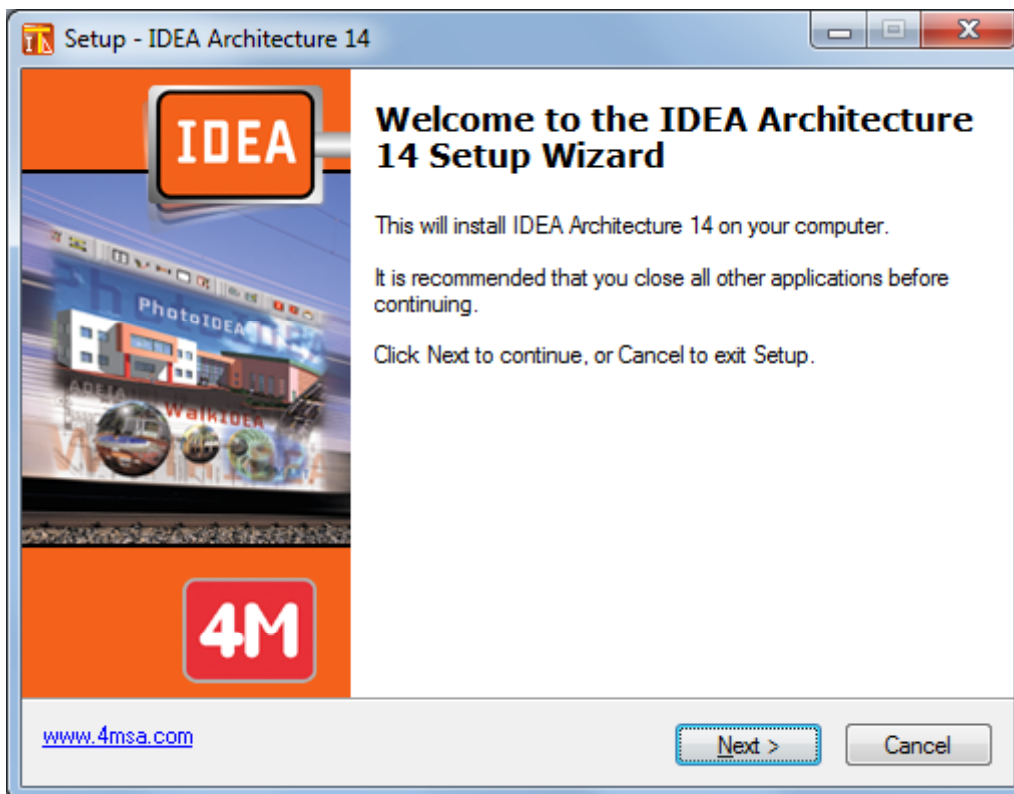 Setup - IDEA Architecture 14
IDEA
Welcome to the IDEA Architecture
14 Setup Wizard
This will install IDEA Architecture 14 on your computer.
It is recommended that you close all other applications before
continuing.
Click Next to continue, or Cancel to exit Setup.
PhotoIDEA
ADEIA
WalkIDEA
4M
www.4msa.com
Next >
Cancel